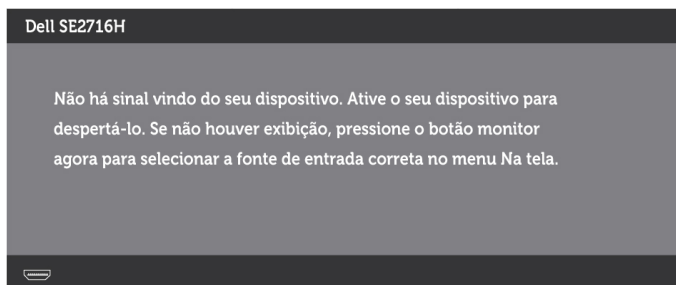 Dell SE2716H
Não há sinal vindo do seu dispositivo. Ative o seu dispositivo para
despertá-lo. Se não houver exibição, pressione o botão monitor
agora para selecionar a fonte de entrada correta no menu Na tela.